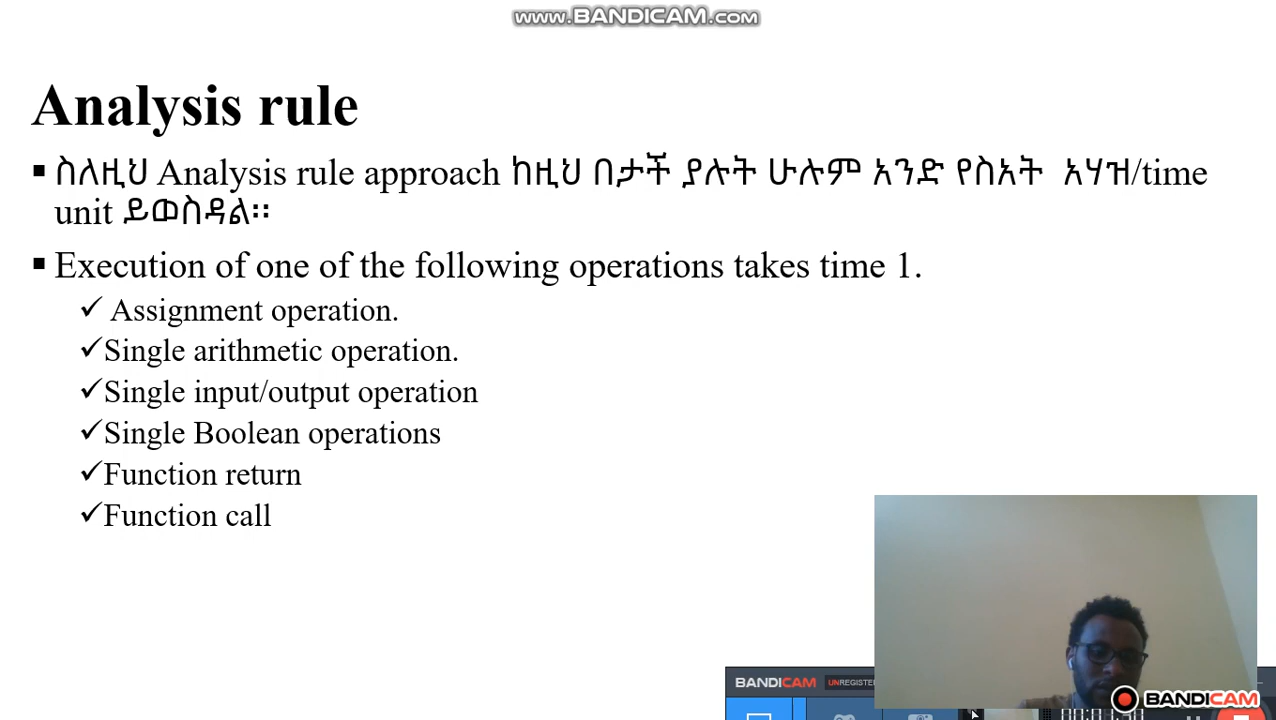 www.BANDICAM.com
Analysis rule
▪ ስለዚህ Analysis rule approach ከዚህ በታች ያሉት ሁሉም አንድ የስአት አሃዝ/time
unit ይወስዳል፡፡
▪ Execution of one of the following operations takes time 1.
✓ Assignment operation.
✓Single arithmetic operation.
✓Single input/output operation
✓Single Boolean operations
✓Function return
✓Function call
BANDICAM UNREGISTE
BANDICAM